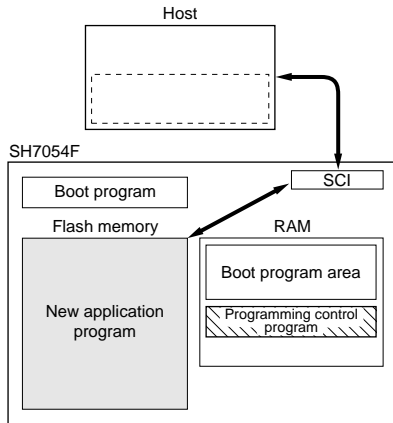 Host
SH7054F
SCI
Boot program
Flash memory
RAM
New application
program
Boot program area
Programming control
program